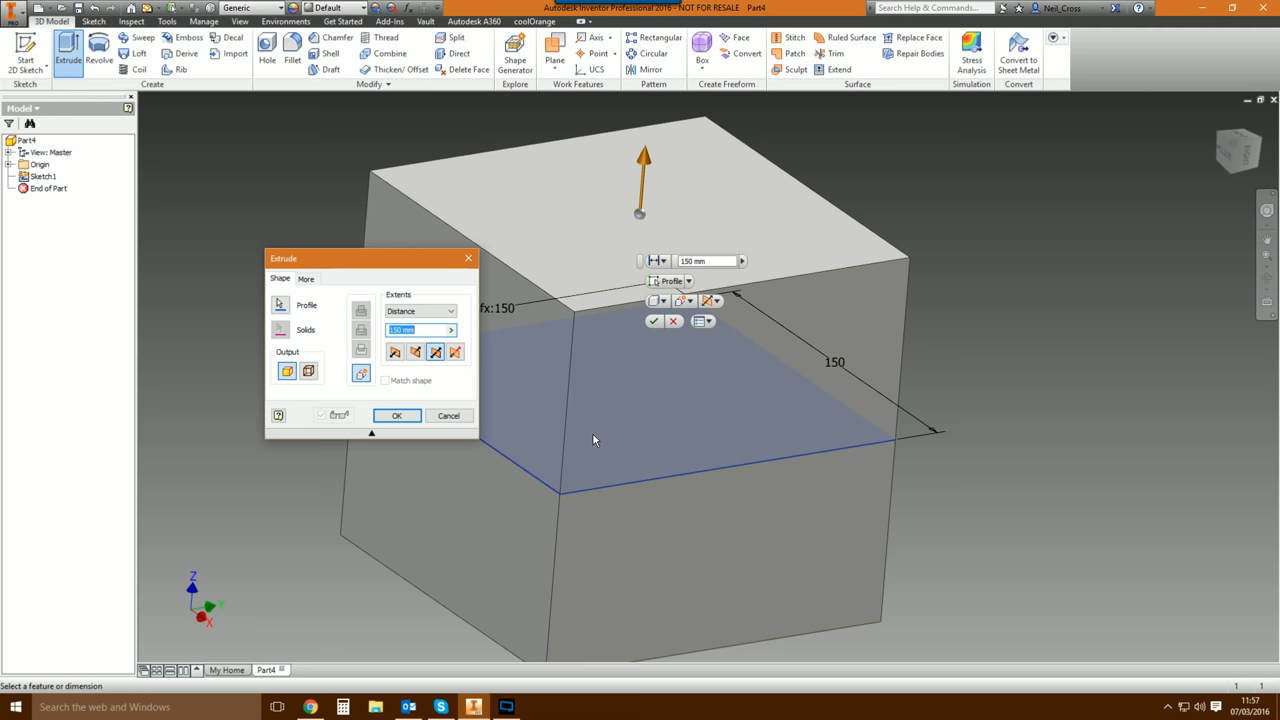 PRO
Generic
Default
Autodesk Inventor Professional 2016 - NOT FOR RESALE   Part4
Search Help & Commands...
Neil_Cross
3D Model Sketch Inspect Tools Manage View Environments Get Started Add-Ins Vault Autodesk A360 coolOrange
Start
2D Sketch
Extrude
Revolve
Sweep
Loft
Coil
Emboss
Derive
Rib
Decal
Import
Hole
Fillet
Chamfer
Shell
Draft
Thread
Combine
Thicken/ Offset
Split
Direct
Delete Face
Shape
Generator
Plane
Axis
Point
UCS
Rectangular
Circular
Mirror
Box
Face
Convert
Stitch
Patch
Sculpt
Ruled Surface
Trim
Extend
Replace Face
Repair Bodies
Stress
Analysis
Convert to
Sheet Metal
Sketch Create Modify Explore Work Features Pattern Create Freeform Surface Simulation Convert
Model
Part4
View: Master
Origin
Sketch1
End of Part
Extrude
Shape More
Profile
Solids
Output
Extents
Distance
150 mm
Match shape
OK
Cancel
150 mm
Profile
fx:150
150
Z
Y
X
My Home
Part4
Select a feature or dimension
1 1
Search the web and Windows
11:57
07/03/2016